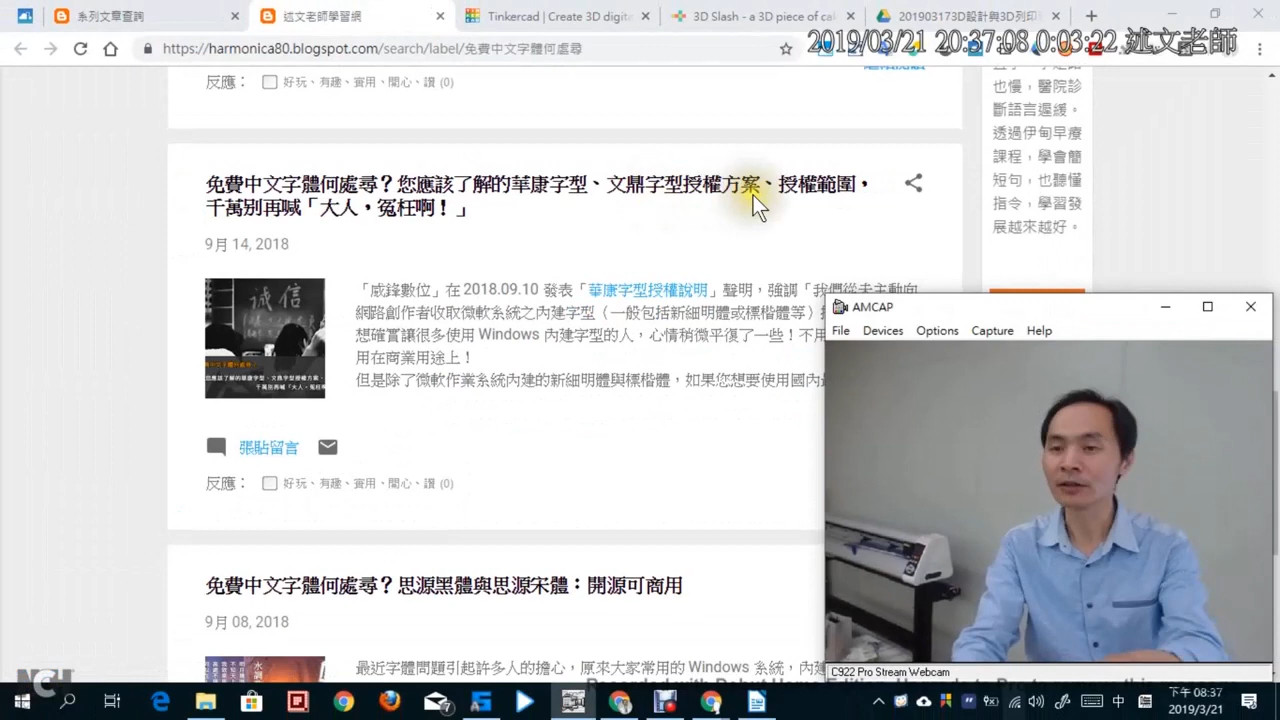 系列文章查詢
述文老師學習網
Tinkercad | Create 3D digit
3D Slash - a 3D piece of cal
201903173D設計與3D列印
https://harmonica80.blogspot.com/search/label/免費中文字體何處尋
2019/03/21 20:37:08 0:03:22 述文老師
反應：
好玩、有趣、實用、開心、讚 (0)
也慢，醫院診
斷語言遲緩。
透過伊甸早療
課程，學會簡
短句，也聽懂
指令，學習發
展越來越好。
免費中文字體何處尋？您應該了解的華康字型、文鼎字型授權方案、授權範圍，
千萬別再喊「大人，冤枉啊！」
9月 14, 2018
誠信
「威鋒數位」在 2018.09.10 發表「華康字型授權說明」聲明，強調「我們從未主動向
網路創作者收取微軟系統之內建字型（一般包括新細明體或標楷體等）
想確實讓很多使用 Windows 內建字型的人，心情稍微平復了一些！不用
用在商業用途上！
但是除了微軟作業系統內建的新細明體與標楷體，如果您想要使用國內
張貼留言
反應：
好玩、有趣、實用、開心、讚 (0)
免費中文字體何處尋？思源黑體與思源宋體：開源可商用
9月 08, 2018
最近字體問題引起許多人的擔心，原來大家常用的 Windows 系統，內建
AMCAP
File Devices Options Capture Help
C922 Pro Stream Webcam
NCH
中
下午 08:37
2019/3/21